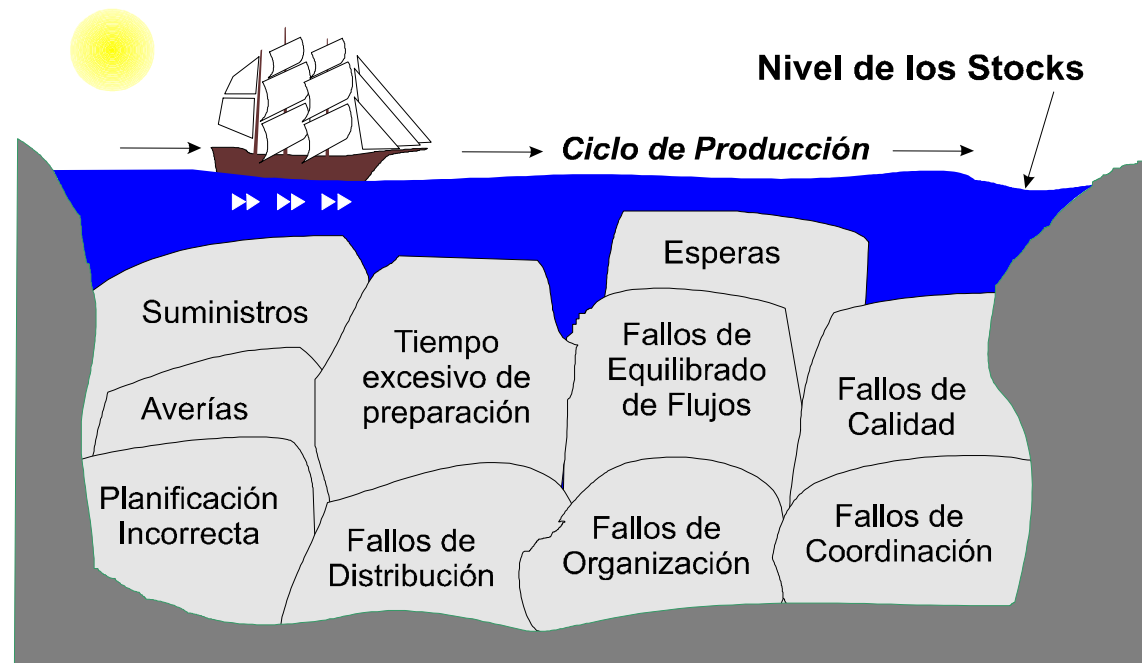 Nivel de los Stocks
Ciclo de Producción
Esperas
Suministros
Tiempo
excesivo de
preparación
Fallos de
Equilibrado
de Flujos
Averías
Fallos de
Calidad
Planificación
Incorrecta
Fallos de
Distribución
Fallos de
Organización
Fallos de
Coordinación